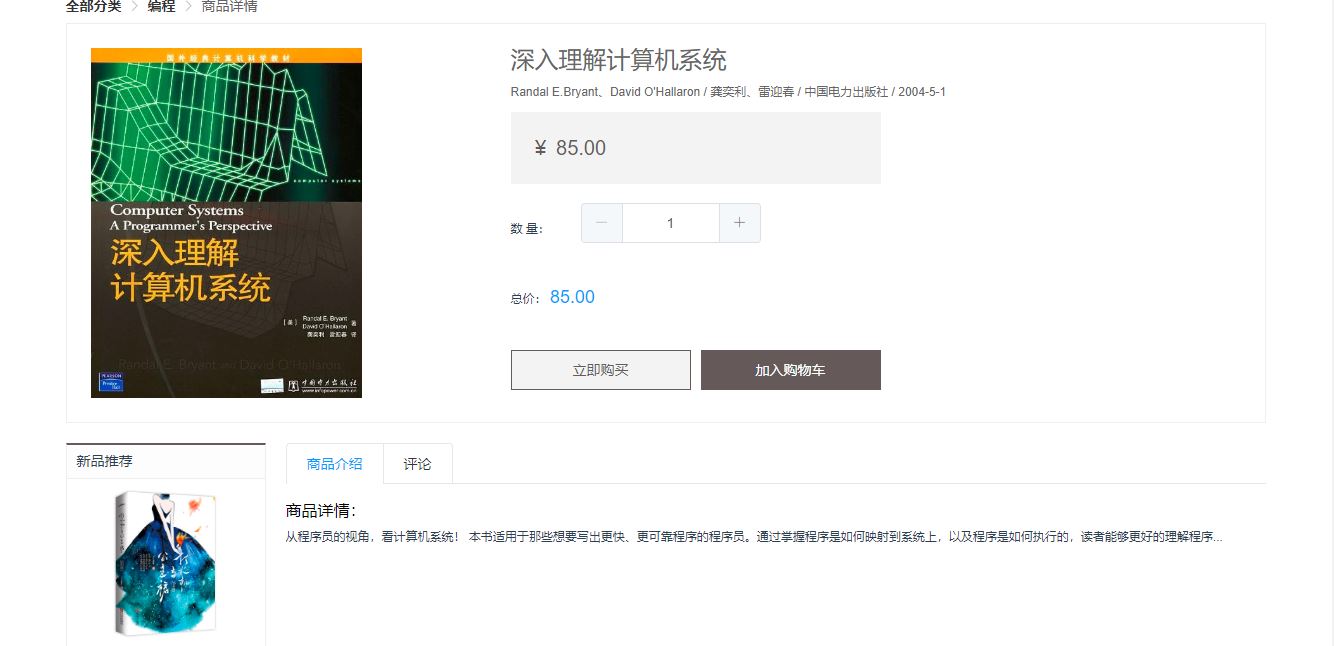 全部分类 > 编程 > 商品详情
国外经典计算机科学教材
computer systems
Computer Systems
A Programmer's Perspective
深入理解
计算机系统
[美] Randal E. Bryant
David O'Hallaron 著
龚奕利 雷迎春 译
Randal E. Bryant and David O'Hallaron
PEARSON
Prentice
中国电力出版社
www.infopower.com.cn
深入理解计算机系统
Randal E.Bryant、David O'Hallaron / 龚奕利、雷迎春 / 中国电力出版社 / 2004-5-1
¥ 85.00
数量:
1
总价: 85.00
立即购买
加入购物车
新品推荐
商品介绍
评论
商品详情:
从程序员的视角，看计算机系统！ 本书适用于那些想要写出更快、更可靠程序的程序员。通过掌握程序是如何映射到系统上，以及程序是如何执行的，读者能够更好的理解程序...